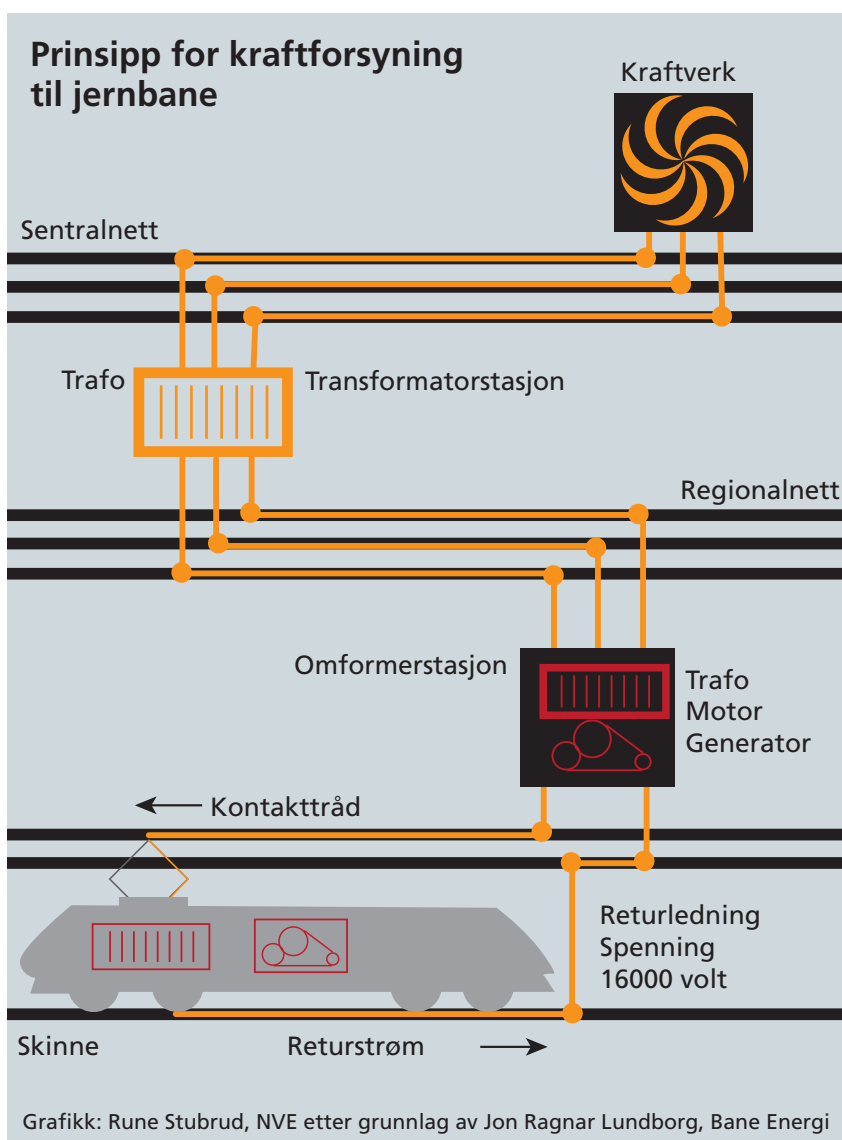 Prinsipp for kraftforsyning
til jernbane
Kraftverk
Sentralnett
Trafo
Transformatorstasjon
Regionalnett
Omformerstasjon
Trafo
Motor
Generator
Kontakttråd
Returledning
Spenning
16000 volt
Skinne
Returstrøm
Grafikk: Rune Stubrud, NVE etter grunnlag av Jon Ragnar Lundborg, Bane Energi